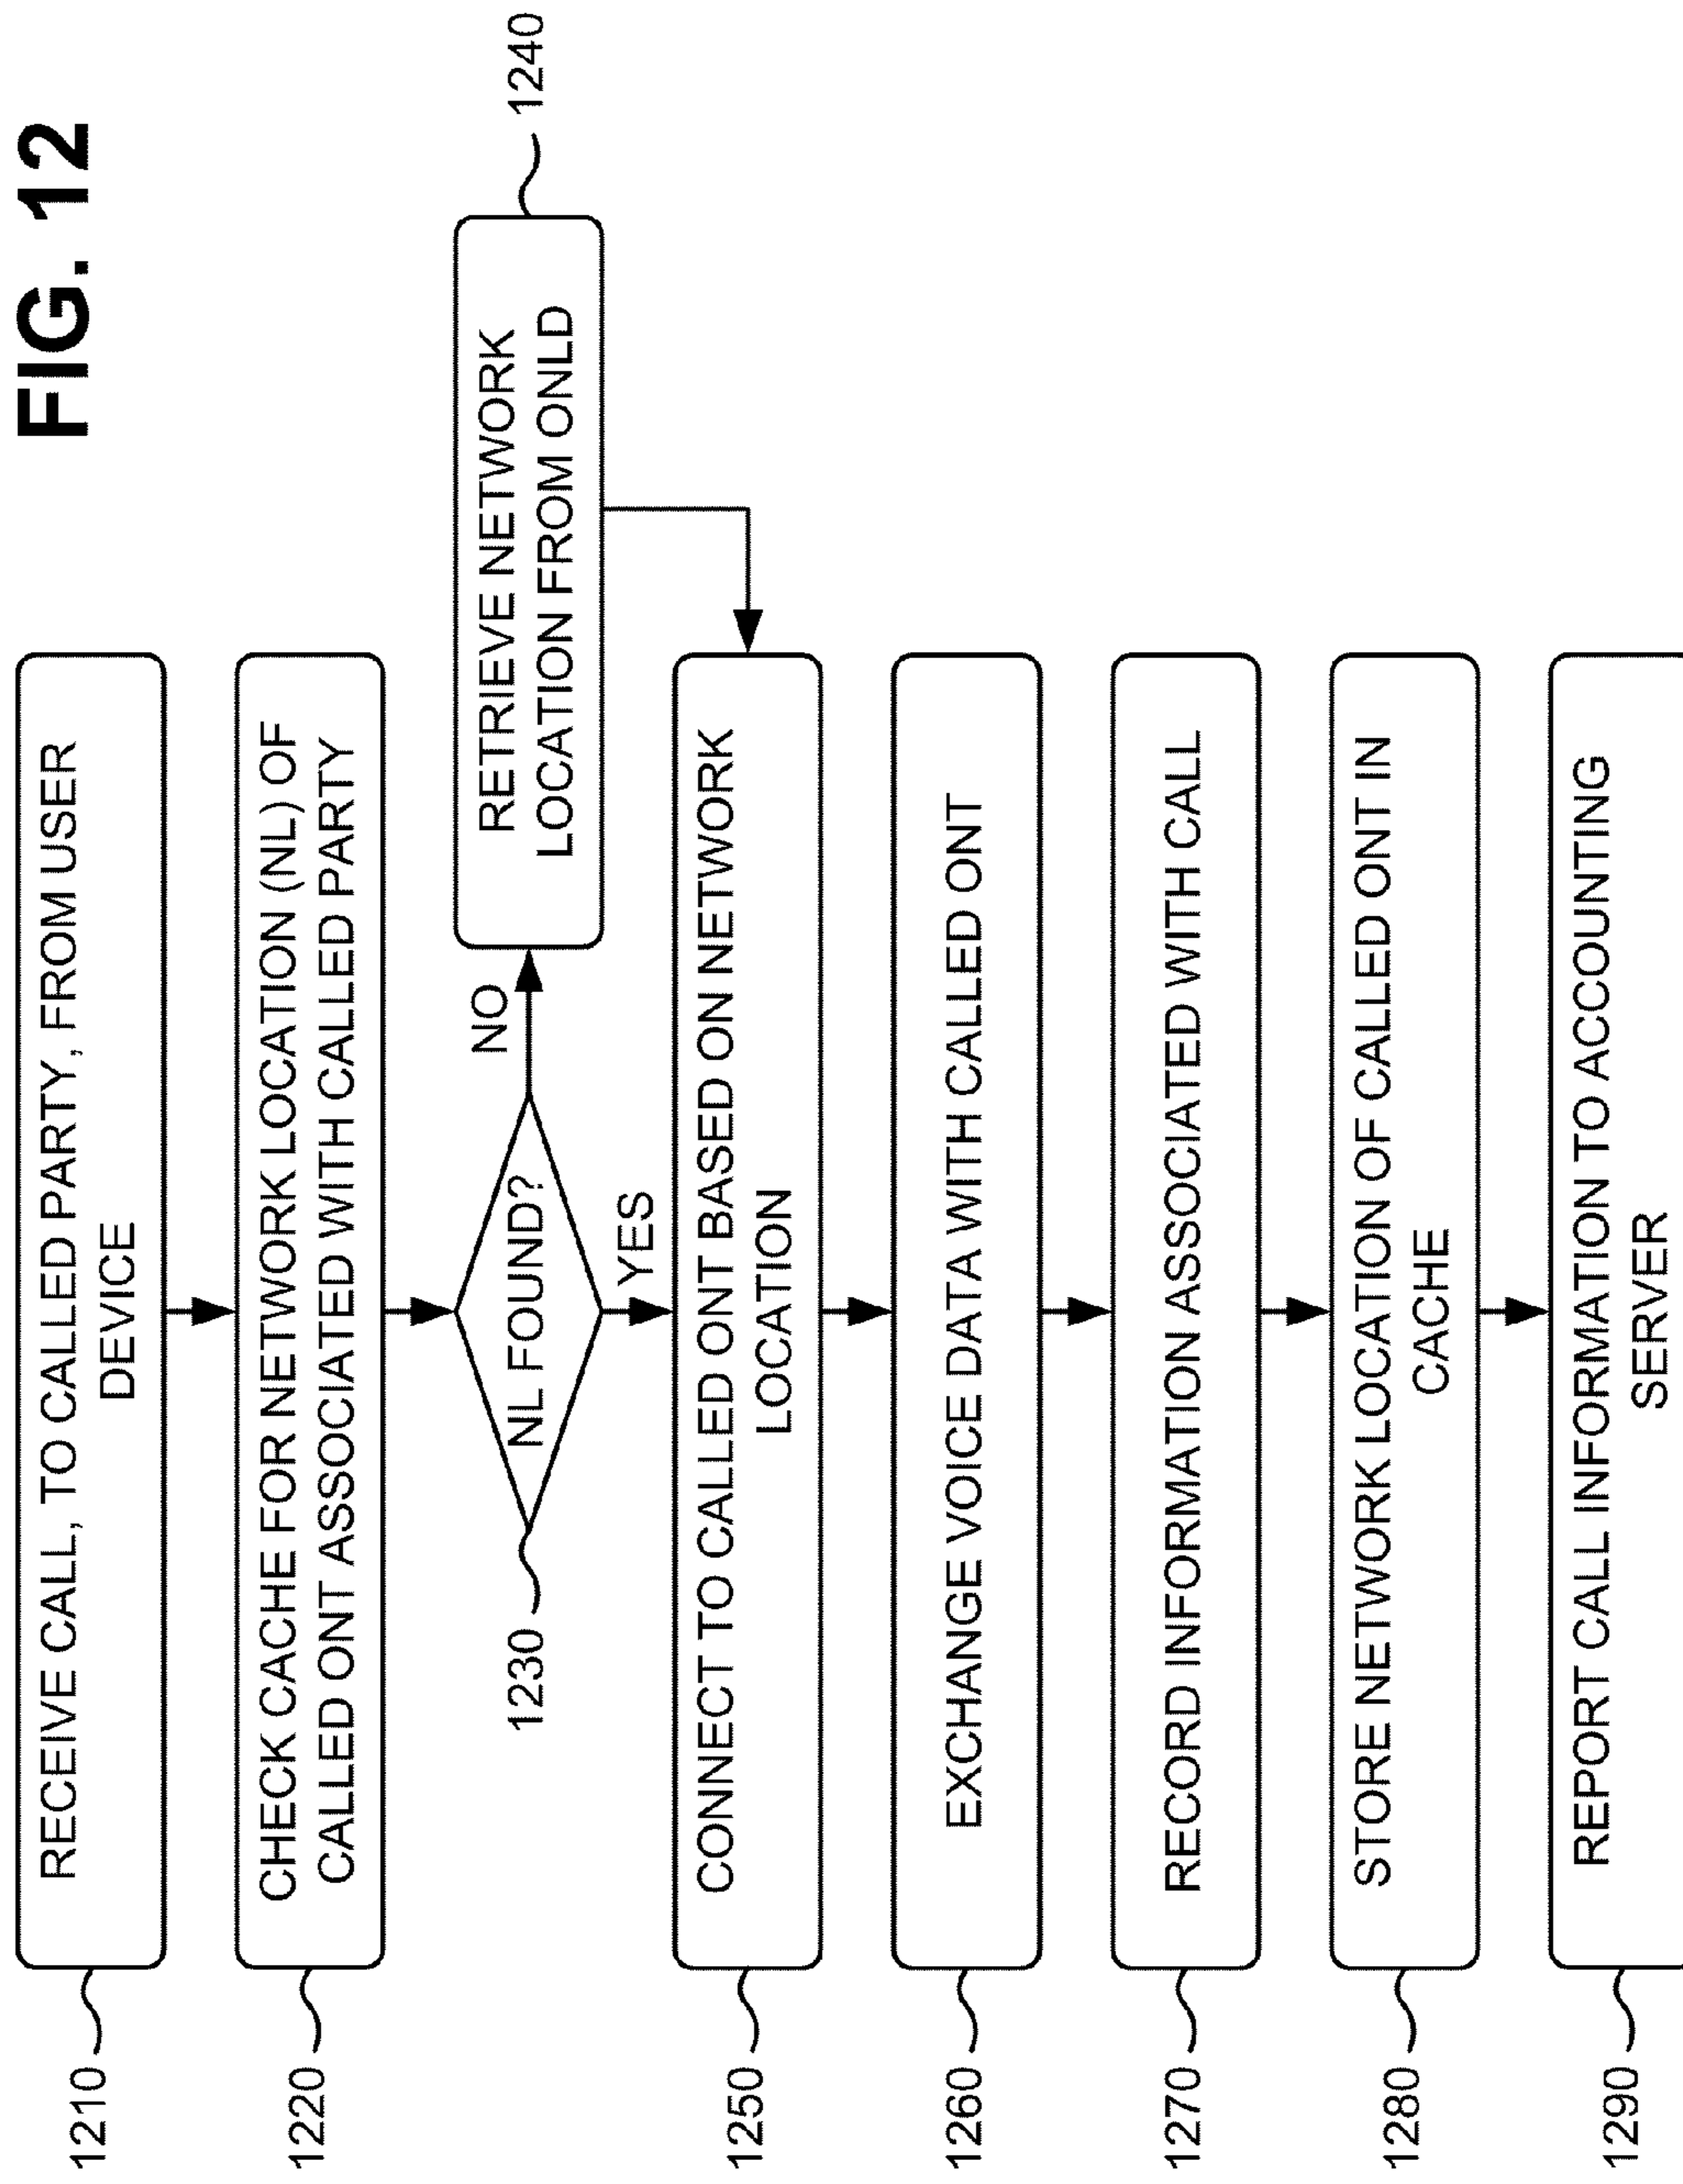 FIG. 12
1210
RECEIVE CALL, TO CALLED PARTY, FROM USER
DEVICE
1220
CHECK CACHE FOR NETWORK LOCATION (NL) OF
CALLED ONT ASSOCIATED WITH CALLED PARTY
1230
NL FOUND?
NO
1240
RETRIEVE NETWORK
LOCATION FROM ONLD
YES
1250
CONNECT TO CALLED ONT BASED ON NETWORK
LOCATION
1260
EXCHANGE VOICE DATA WITH CALLED ONT
1270
RECORD INFORMATION ASSOCIATED WITH CALL
1280
STORE NETWORK LOCATION OF CALLED ONT IN
CACHE
1290
REPORT CALL INFORMATION TO ACCOUNTING
SERVER